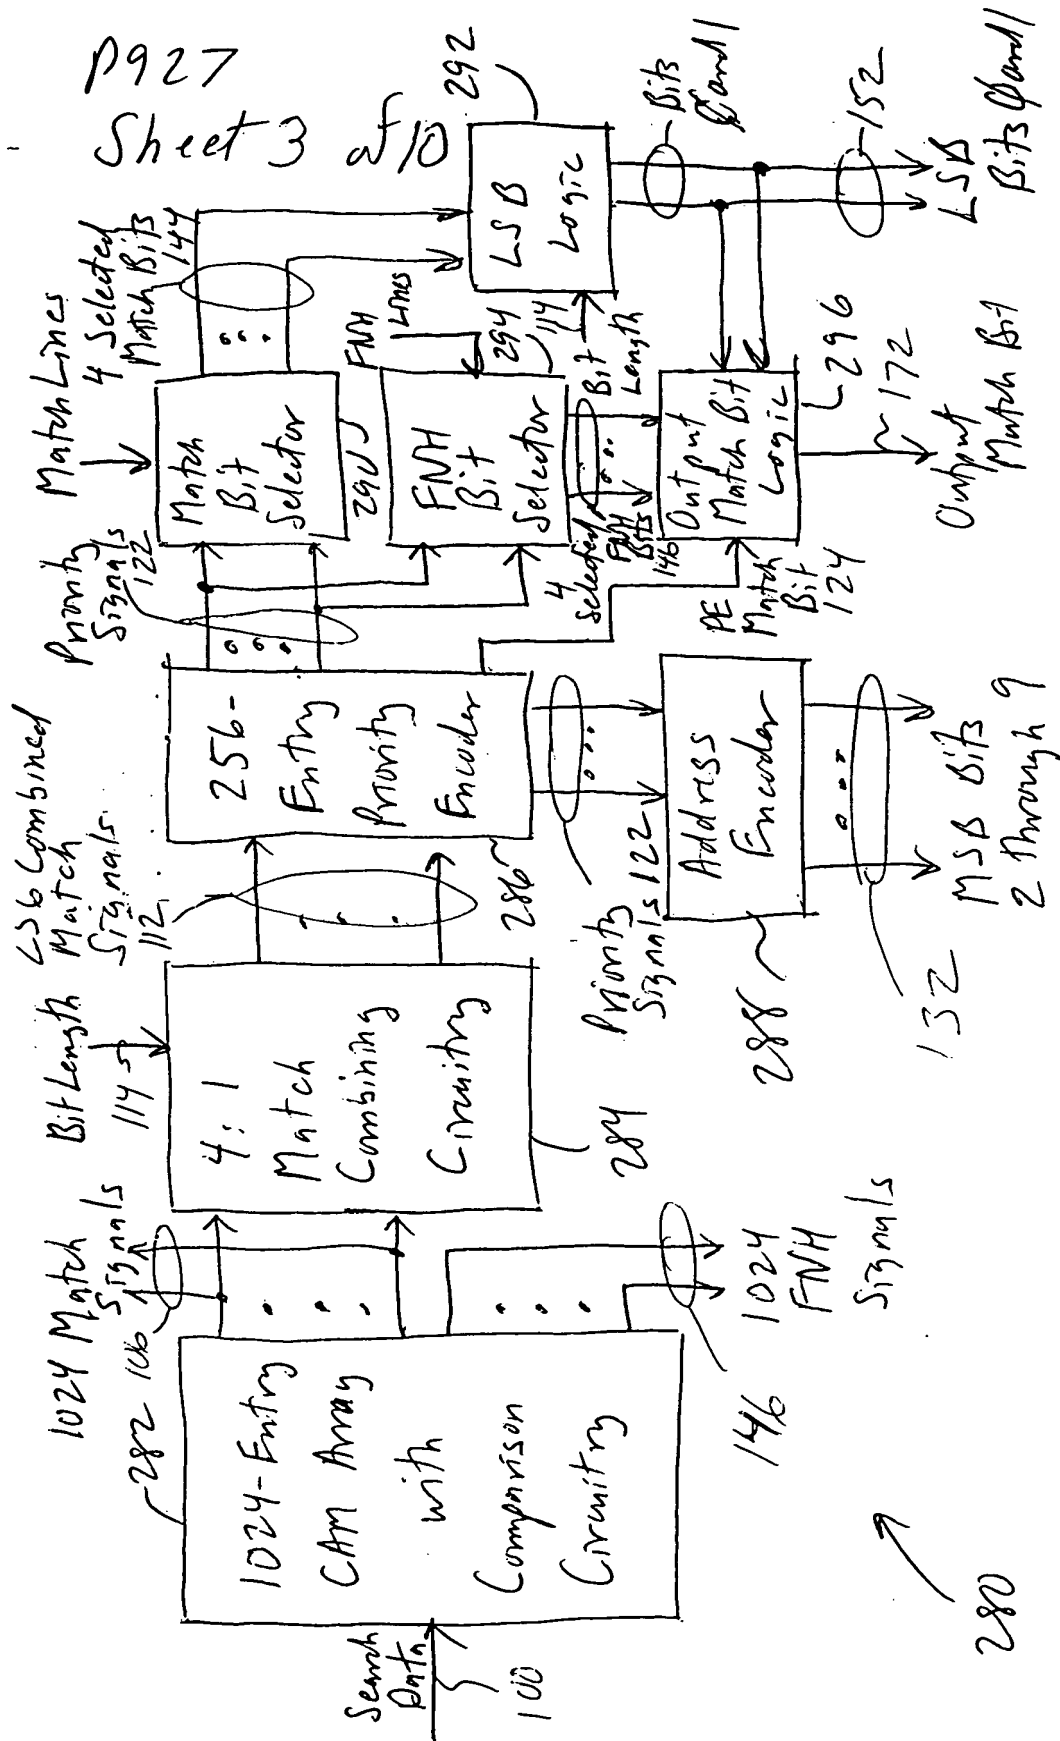 P927
Sheet 3 of 10
Search
Data
100
282
1024-Entry
CAM Array
with
Comparison
Circuitry
1024 Match
Signals
106
146
1024
FNH
Signals
280
Bit Length
114
4:1
Match
Combining
Circuitry
284
256 Combined
Match
Signals
112
256-
Entry
Priority
Encoder
286
Priority
Signals 122
Address
Encoder
288
132
MSB Bits
2 through 9
Priority
Signals
122
Match Lines
Match
Bit
Selector
290
4 Selected
Match Bits
144
FNH
Lines
FNH
Bit
Selector
294
4
Selected
FNH
Bits
146
114
Bit
Length
LSB
Logic
292
Bits
0 and 1
152
LSB
Bits 0 and 1
PE
Match
Bit
124
Output
Match Bit
Logic
296
172
Output
Match Bit